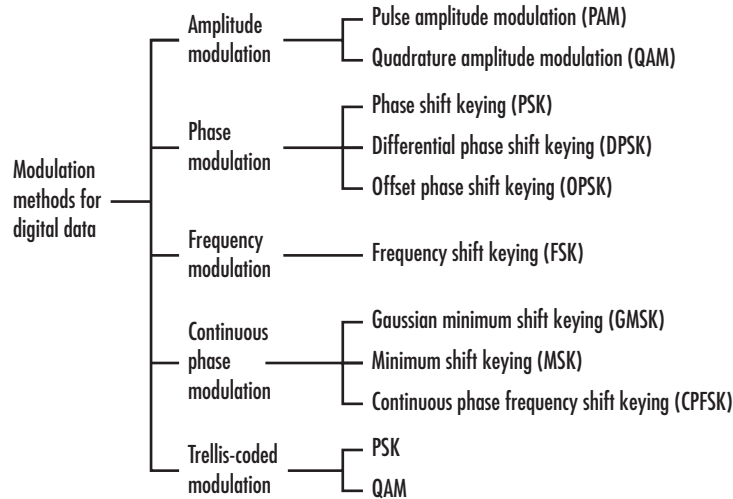 Modulation
methods for
digital data
Amplitude
modulation
Pulse amplitude modulation (PAM)
Quadrature amplitude modulation (QAM)
Phase
modulation
Phase shift keying (PSK)
Differential phase shift keying (DPSK)
Offset phase shift keying (OPSK)
Frequency
modulation
Frequency shift keying (FSK)
Continuous
phase
modulation
Gaussian minimum shift keying (GMSK)
Minimum shift keying (MSK)
Continuous phase frequency shift keying (CPFSK)
Trellis-coded
modulation
PSK
QAM